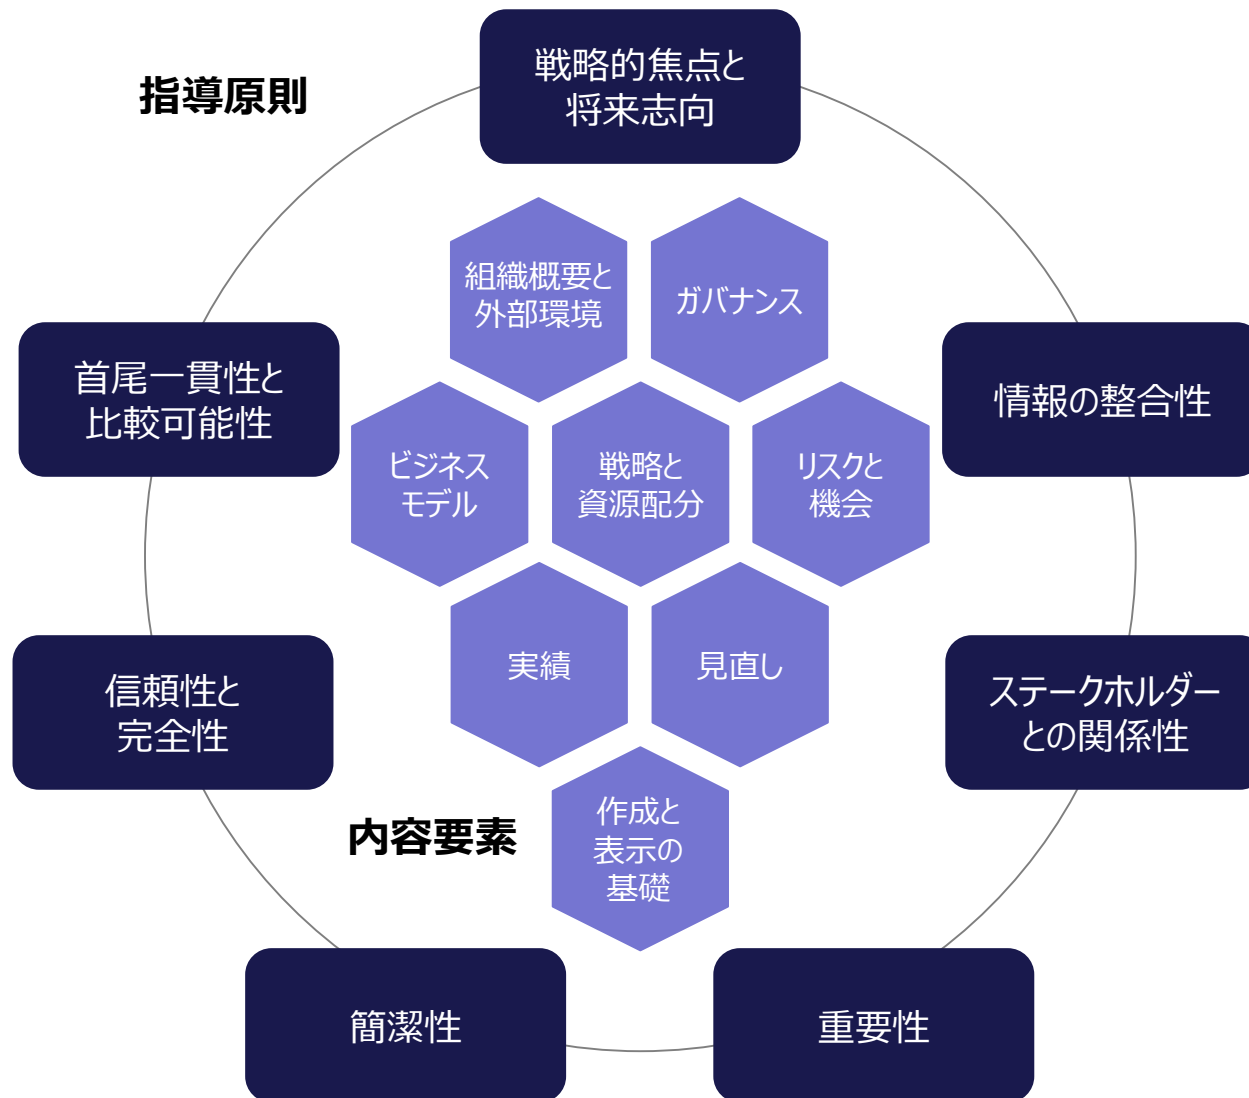 指導原則
戦略的焦点と
将来志向
組織概要と
外部環境
ガバナンス
首尾一貫性と
比較可能性
情報の整合性
ビジネス
モデル
戦略と
資源配分
リスクと
機会
実績
見直し
信頼性と
完全性
ステークホルダー
との関係性
内容要素
作成と
表示の
基礎
簡潔性
重要性